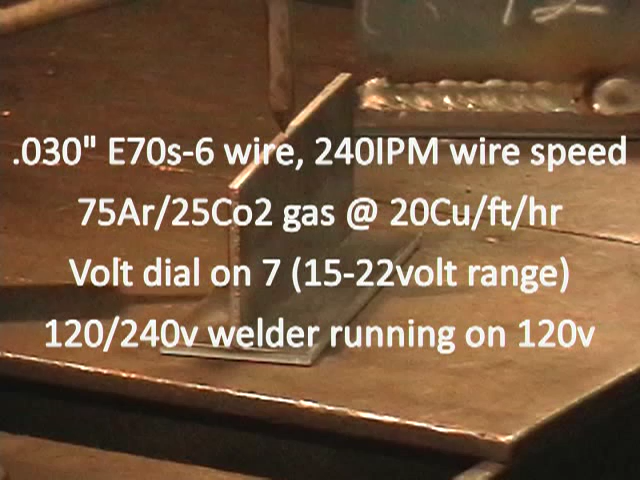 .030" E70s-6 wire, 240IPM wire speed
75Ar/25Co2 gas @ 20Cu/ft/hr
Volt dial on 7 (15-22volt range)
120/240v welder running on 120v